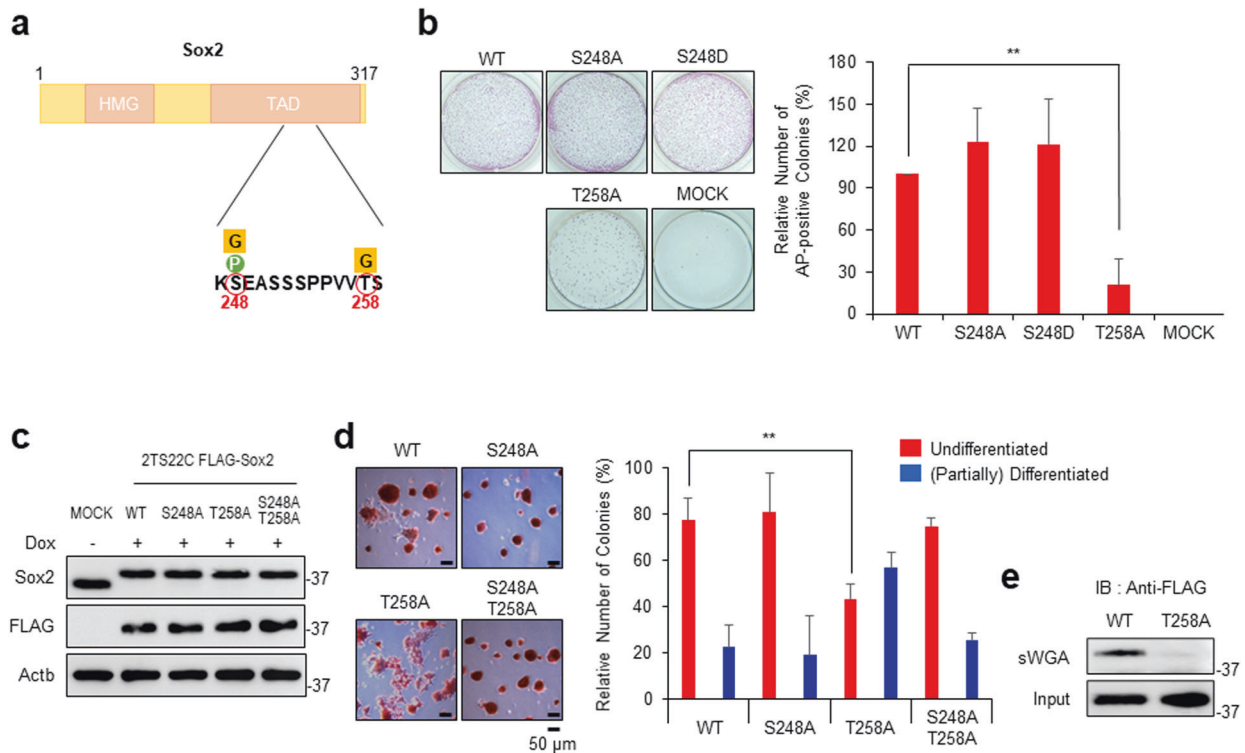 a
Sox2
1 317
HMG TAD
G
P G
KSEASSSPPVVTS
248 258
b
WT S248A S248D
T258A MOCK
Relative Number of
AP-positive Colonies (%)
150
120
90
60
30
0
**
WT S248A S248D T258A MOCK
c
2TS22C FLAG-Sox2
MOCK WT S248A T258A S248A
T258A
Dox - + + + +
Sox2 -37
FLAG -37
Actb -37
d
WT S248A
T258A S248A
T258A
50 µm
Relative Number of Colonies (%)
100
80
60
40
20
0
**
WT S248A T258A S248A
T258A
Undifferentiated
(Partially) Differentiated
e
IB : Anti-FLAG
WT T258A
sWGA -37
Input -37